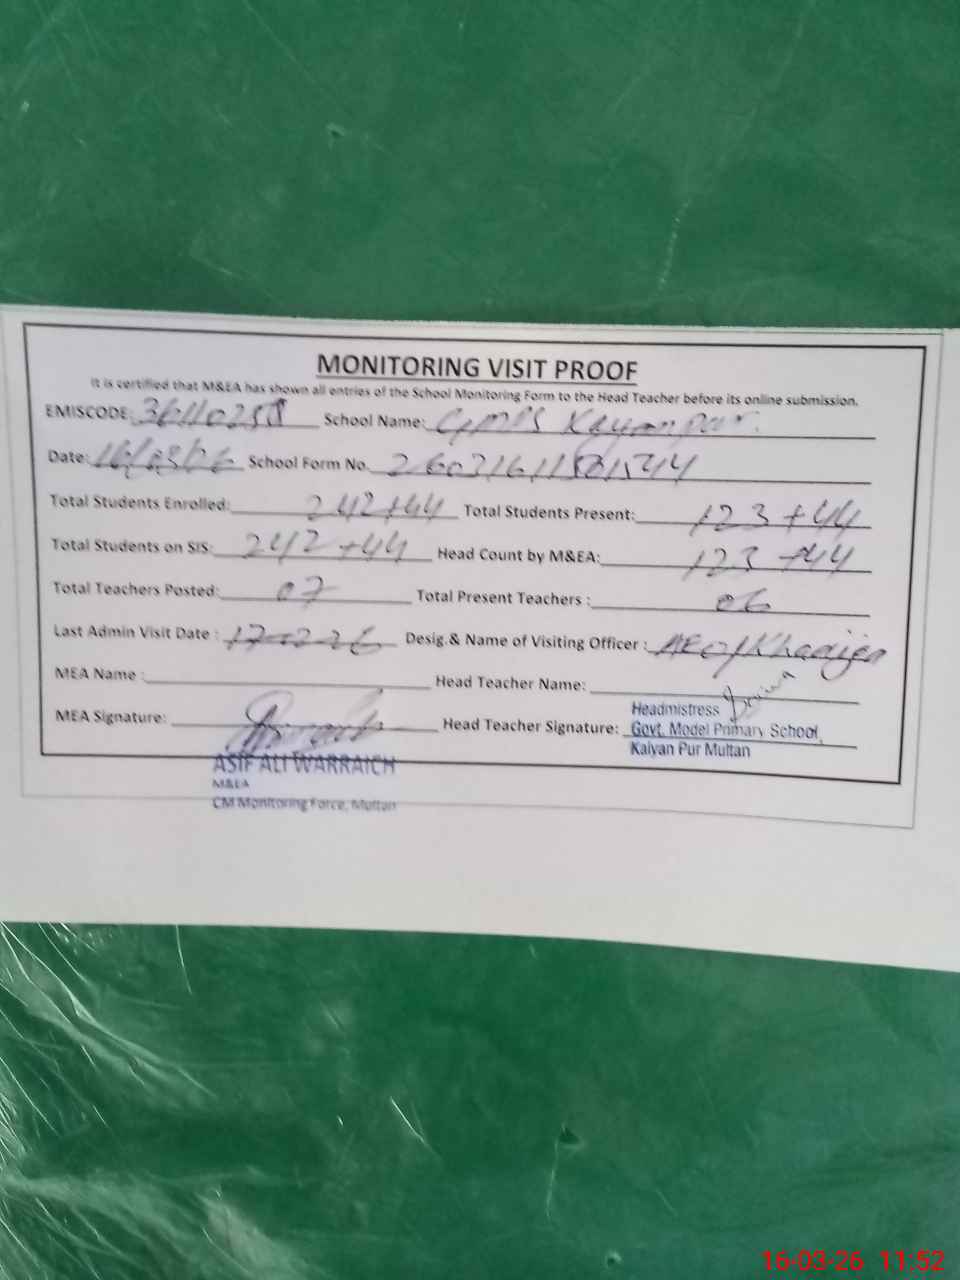 MONITORING VISIT PROOF
It is certified that M&EA has shown all entries of the School Monitoring Form to the Head Teacher before its online submission.
EMISCODE: School Name: GMPS Kayanpur.
Date: 16/03/26 School Form No.
Total Students Enrolled: 242+44 Total Students Present: 123+44
Total Students on SIS: 242+44 Head Count by M&EA: 123+44
Total Teachers Posted: 07 Total Present Teachers : 06
Last Admin Visit Date : 17-02-26 Desig.& Name of Visiting Officer : AEO/
MEA Name : Head Teacher Name:
MEA Signature: Head Teacher Signature:
Headmistress
Govt. Model Primary School,
Kalyan Pur Multan
ASIF ALI WARRAICH
M&EA
CM Monitoring Force, Multan
16-03-26 11:52